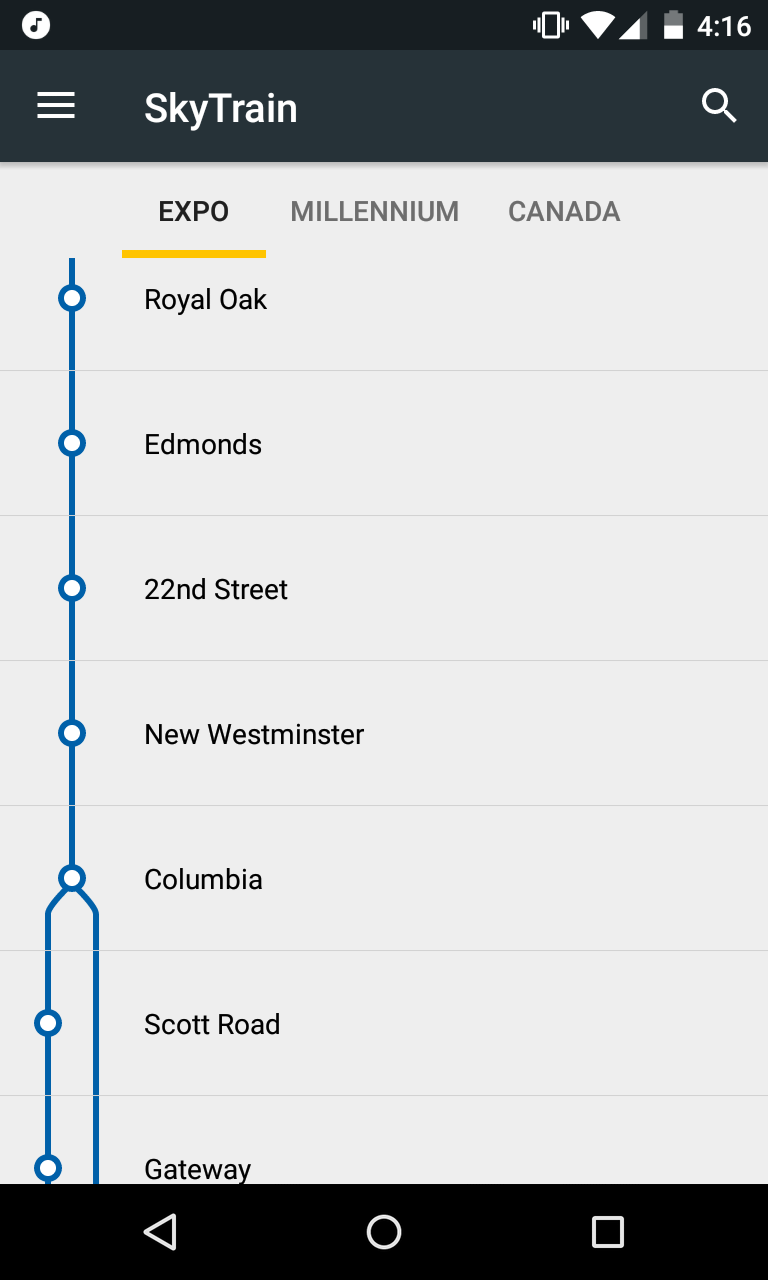 4:16
SkyTrain
EXPO MILLENNIUM CANADA
Royal Oak
Edmonds
22nd Street
New Westminster
Columbia
Scott Road
Gateway